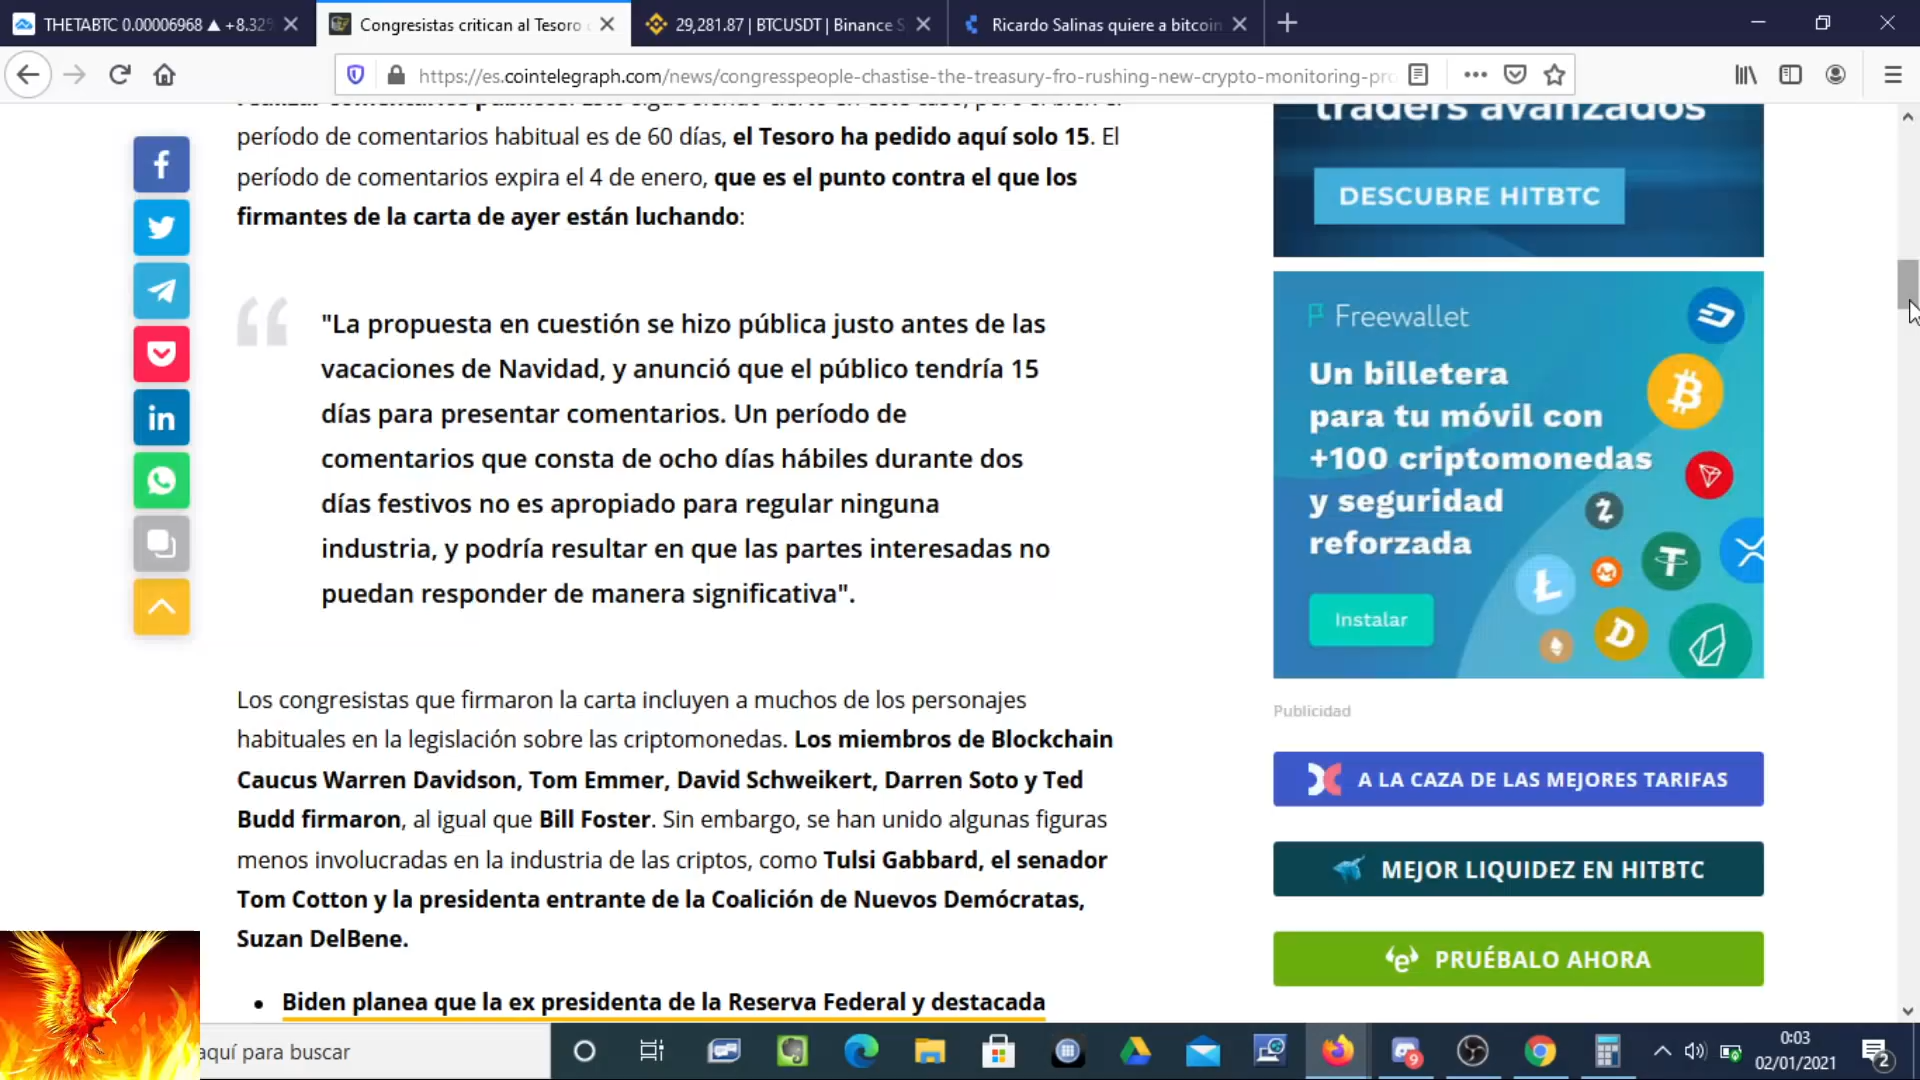 THETABTC 0.00006968 ▲ +8.32%
Congresistas critican al Tesoro
29,281.87 | BTCUSDT | Binance S
Ricardo Salinas quiere a bitcoin
https://es.cointelegraph.com/news/congresspeople-chastise-the-treasury-fro-rushing-new-crypto-monitoring-pro
período de comentarios habitual es de 60 días, el Tesoro ha pedido aquí solo 15. El
período de comentarios expira el 4 de enero, que es el punto contra el que los
firmantes de la carta de ayer están luchando:
"La propuesta en cuestión se hizo pública justo antes de las
vacaciones de Navidad, y anunció que el público tendría 15
días para presentar comentarios. Un período de
comentarios que consta de ocho días hábiles durante dos
días festivos no es apropiado para regular ninguna
industria, y podría resultar en que las partes interesadas no
puedan responder de manera significativa".
Los congresistas que firmaron la carta incluyen a muchos de los personajes
habituales en la legislación sobre las criptomonedas. Los miembros de Blockchain
Caucus Warren Davidson, Tom Emmer, David Schweikert, Darren Soto y Ted
Budd firmaron, al igual que Bill Foster. Sin embargo, se han unido algunas figuras
menos involucradas en la industria de las criptos, como Tulsi Gabbard, el senador
Tom Cotton y la presidenta entrante de la Coalición de Nuevos Demócratas,
Suzan DelBene.
• Biden planea que la ex presidenta de la Reserva Federal y destacada
traders avanzados
DESCUBRE HITBTC
Freewallet
Un billetera
para tu móvil con
+100 criptomonedas
y seguridad
reforzada
Instalar
Publicidad
A LA CAZA DE LAS MEJORES TARIFAS
MEJOR LIQUIDEZ EN HITBTC
PRUÉBALO AHORA
aquí para buscar
9
0:03
02/01/2021
2